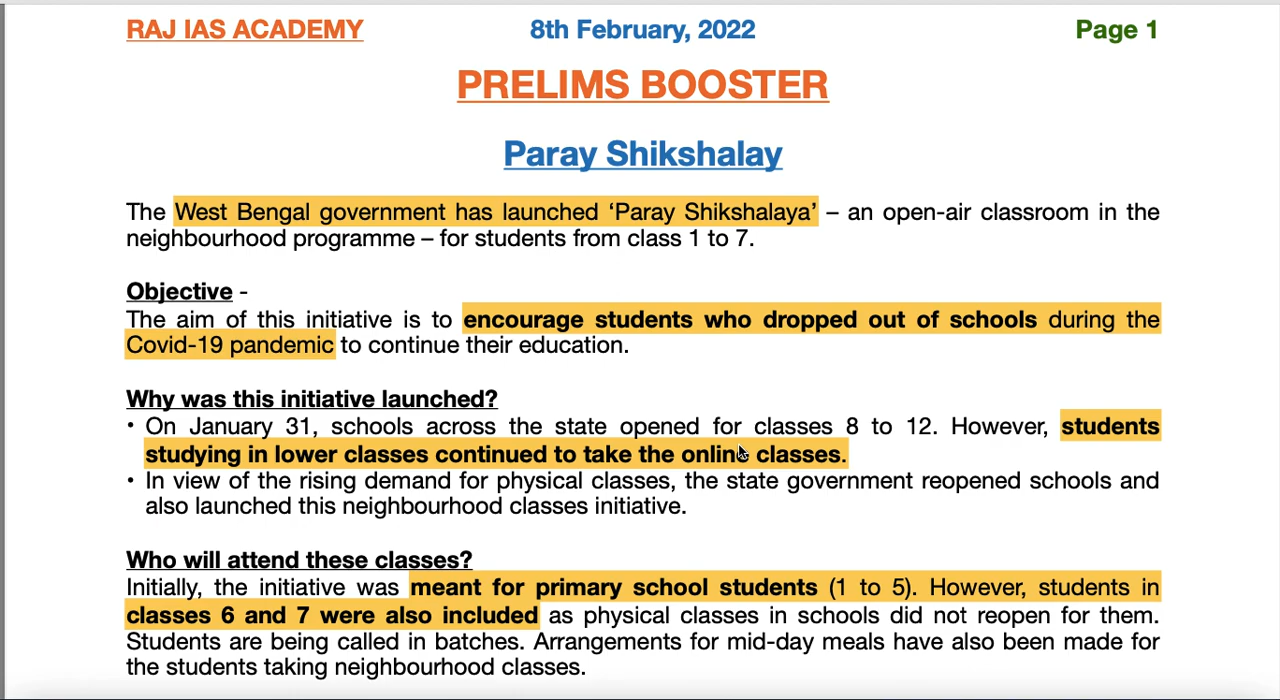 RAJ IAS ACADEMY 8th February, 2022 Page 1
PRELIMS BOOSTER
Paray Shikshalay
The West Bengal government has launched ‘Paray Shikshalaya’ – an open-air classroom in the
neighbourhood programme – for students from class 1 to 7.
Objective -
The aim of this initiative is to encourage students who dropped out of schools during the
Covid-19 pandemic to continue their education.
Why was this initiative launched?
• On January 31, schools across the state opened for classes 8 to 12. However, students
studying in lower classes continued to take the online classes.
• In view of the rising demand for physical classes, the state government reopened schools and
also launched this neighbourhood classes initiative.
Who will attend these classes?
Initially, the initiative was meant for primary school students (1 to 5). However, students in
classes 6 and 7 were also included as physical classes in schools did not reopen for them.
Students are being called in batches. Arrangements for mid-day meals have also been made for
the students taking neighbourhood classes.